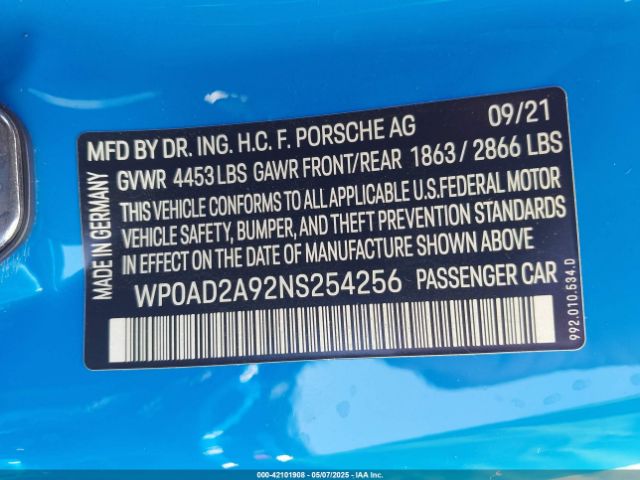 MFD BY DR. ING. H.C. F. PORSCHE AG 09/21
GVWR 4453 LBS GAWR FRONT/REAR 1863 / 2866 LBS
THIS VEHICLE CONFORMS TO ALL APPLICABLE U.S.FEDERAL MOTOR
VEHICLE SAFETY, BUMPER, AND THEFT PREVENTION STANDARDS
IN EFFECT ON THE DATE OF MANUFACTURE SHOWN ABOVE
WP0AD2A92NS254256 PASSENGER CAR
MADE IN GERMANY
992.010.534.D
000-42101908 - 05/07/2025 - IAAI.COM